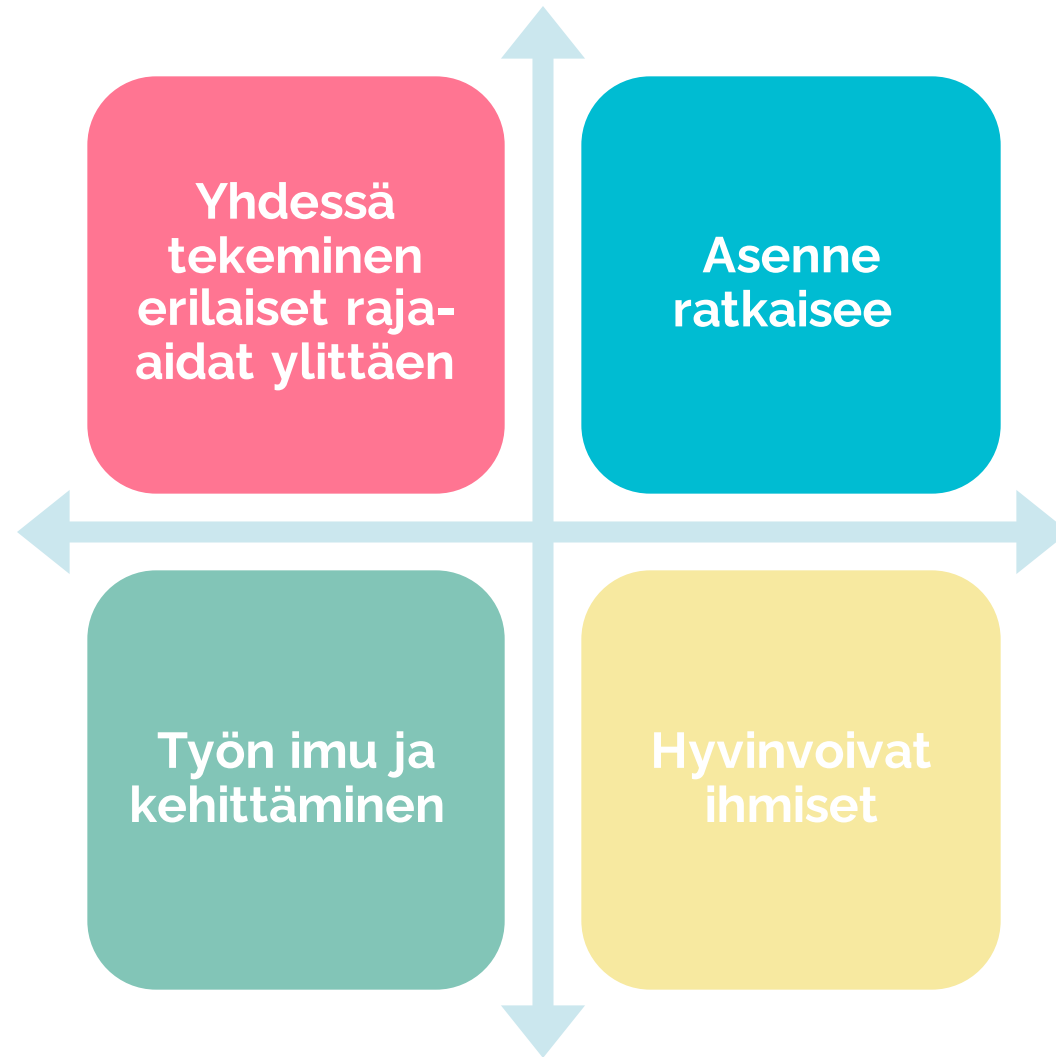 Yhdessä
tekeminen
erilaiset raja-
aidat ylittäen
Asenne
ratkaisee
Työn imu ja
kehittäminen
Hyvinvoivat
ihmiset